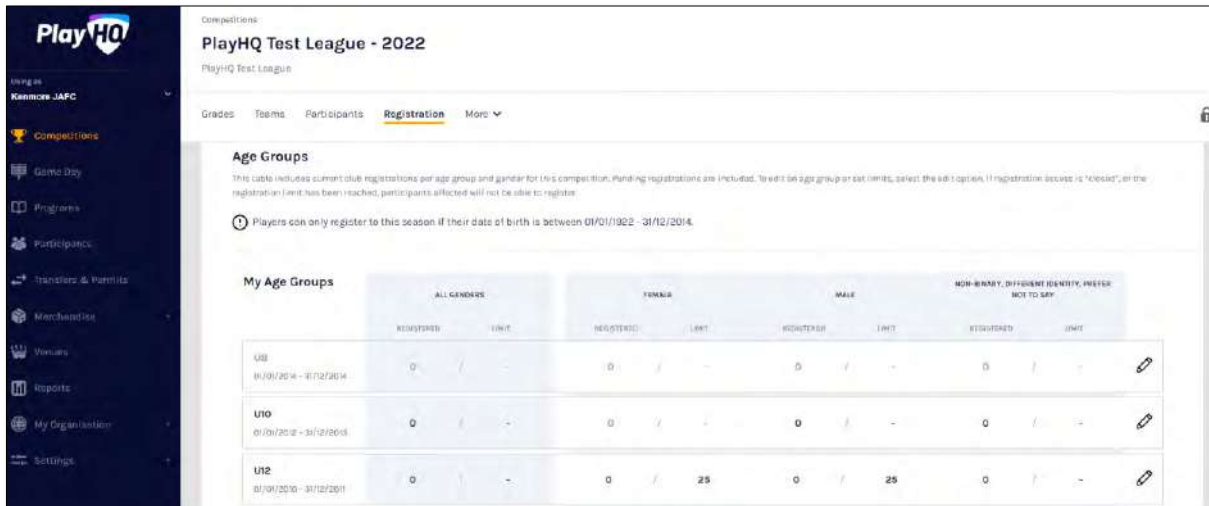 PlayHQ
Using as
Kenmore JAFC
Competitions
Game Day
Programs
Participants
Transfers & Permits
Merchandise
Venues
Reports
My Organisation
Settings
Competitions
PlayHQ Test League - 2022
PlayHQ Test League
Grades Teams Participants Registration More
Age Groups
This table includes current club registrations per age group and gender for this competition. Pending registrations are included. To edit an age group or set limits, select the edit option. If registration access is "closed", or the
registration limit has been reached, participants affected will not be able to register.
Players can only register to this season if their date of birth is between 01/01/1922 - 31/12/2014.
My Age Groups ALL GENDERS FEMALE MALE NON-BINARY, DIFFERENT IDENTITY, PREFER
NOT TO SAY
REGISTERED LIMIT REGISTERED LIMIT REGISTERED LIMIT REGISTERED LIMIT
0 / - 0 / - 0 / - 0 / -
01/01/2014 - 31/12/2014
U10 0 / - 0 / - 0 / - 0 / -
01/01/2012 - 31/12/2013
U12 0 / - 0 / 25 0 / 25 0 / -
01/01/2010 - 31/12/2011